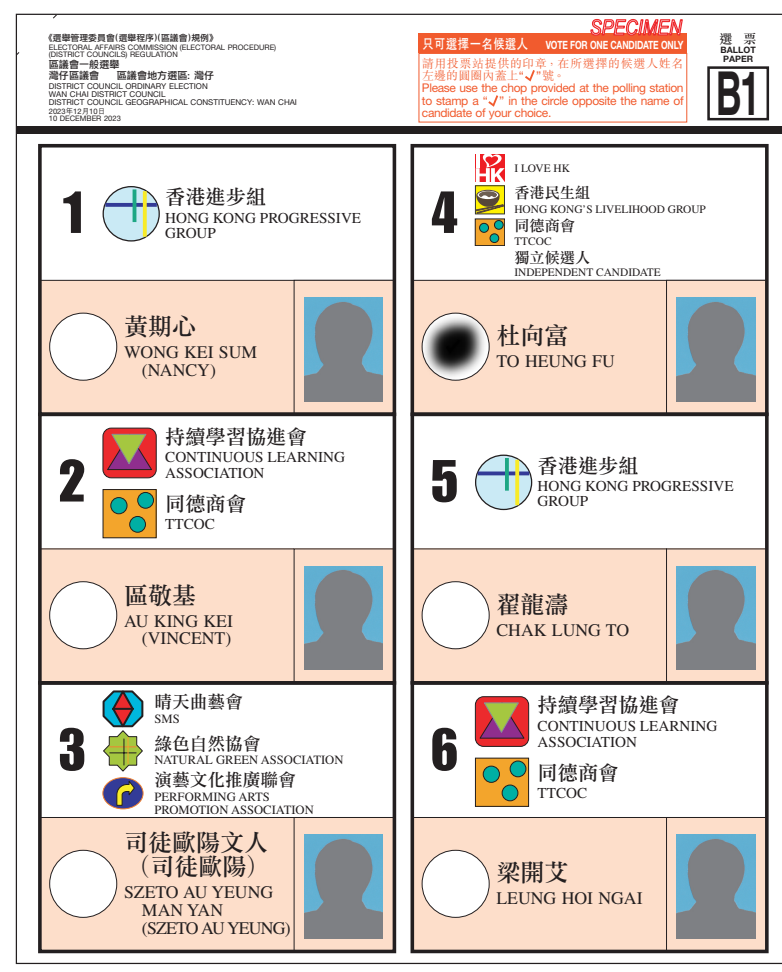 《選舉管理委員會(選舉程序)(區議會)規例》
ELECTORAL AFFAIRS COMMISSION (ELECTORAL PROCEDURE)
(DISTRICT COUNCILS) REGULATION
區議會一般選舉
灣仔區議會 區議會地方選區: 灣仔
DISTRICT COUNCIL ORDINARY ELECTION
WAN CHAI DISTRICT COUNCIL
DISTRICT COUNCIL GEOGRAPHICAL CONSTITUENCY: WAN CHAI
2023年12月10日
10 DECEMBER 2023
SPECIMEN
只可選擇一名候選人 VOTE FOR ONE CANDIDATE ONLY
請用投票站提供的印章，在所選擇的候選人姓名
左邊的圓圈內蓋上“✓”號。
Please use the chop provided at the polling station
to stamp a “✓” in the circle opposite the name of
candidate of your choice.
選票
BALLOT
PAPER
B1
1
香港進步組
HONG KONG PROGRESSIVE
GROUP
黃期心
WONG KEI SUM
(NANCY)
2
持續學習協進會
CONTINUOUS LEARNING
ASSOCIATION
同德商會
TTCOC
區敬基
AU KING KEI
(VINCENT)
3
晴天曲藝會
SMS
綠色自然協會
NATURAL GREEN ASSOCIATION
演藝文化推廣聯會
PERFORMING ARTS
PROMOTION ASSOCIATION
司徒歐陽文人
(司徒歐陽)
SZETO AU YEUNG
MAN YAN
(SZETO AU YEUNG)
4
HK
I LOVE HK
香港民生組
HONG KONG'S LIVELIHOOD GROUP
同德商會
TTCOC
獨立候選人
INDEPENDENT CANDIDATE
杜向富
TO HEUNG FU
5
香港進步組
HONG KONG PROGRESSIVE
GROUP
翟龍濤
CHAK LUNG TO
6
持續學習協進會
CONTINUOUS LEARNING
ASSOCIATION
同德商會
TTCOC
梁開艾
LEUNG HOI NGAI